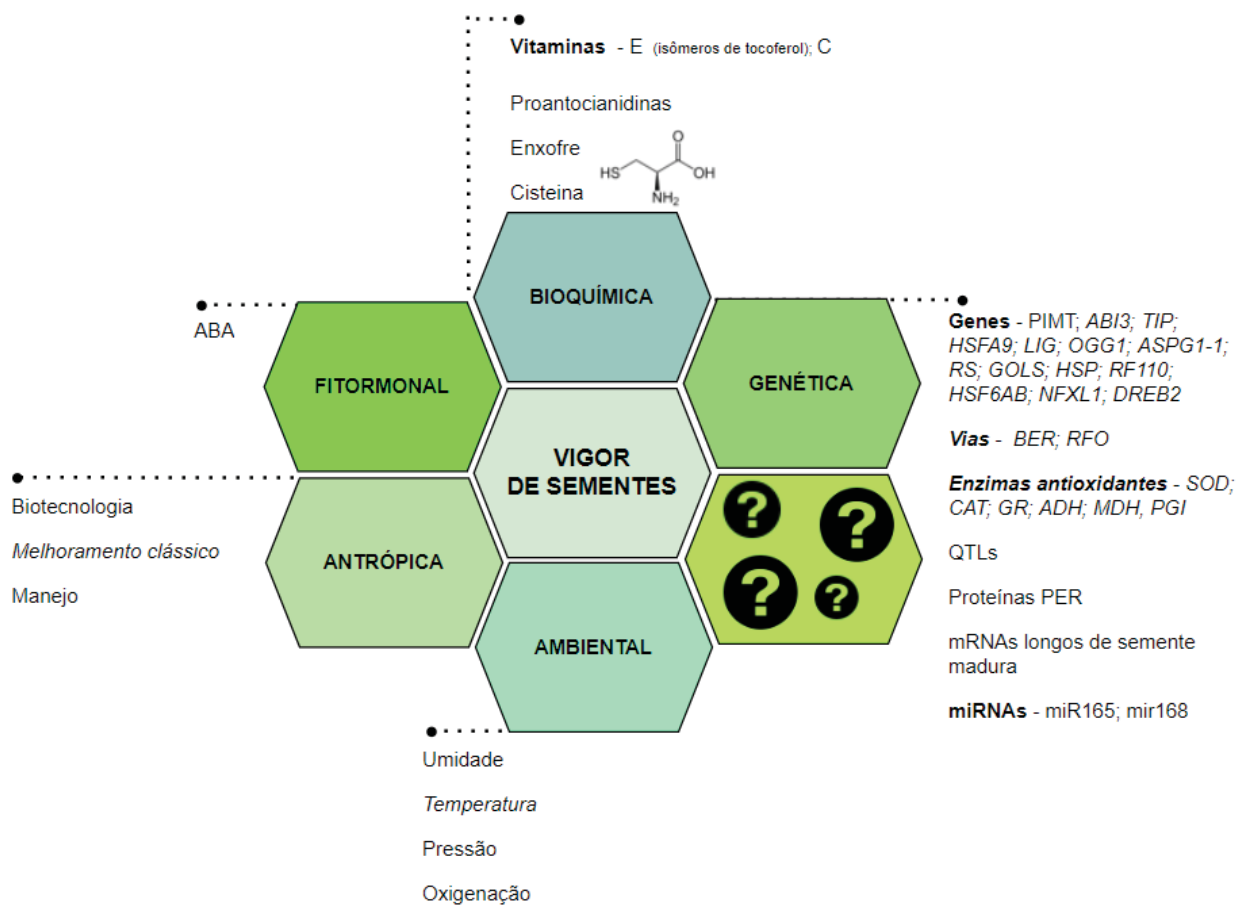 Vitaminas - E (isômeros de tocoferol); C
Proantocianidinas
Enxofre
Cisteina
HS
O
OH
NH₂
BIOQUÍMICA
ABA
FITORMONAL
GENÉTICA
Genes - PIMT; ABI3; TIP;
HSFA9; LIG; OGG1; ASPG1-1;
RS; GOLS; HSP; RF110;
HSF6AB; NFXL1; DREB2
Vias - BER; RFO
Enzimas antioxidantes - SOD;
CAT; GR; ADH; MDH, PGI
QTLs
Proteínas PER
mRNAs longos de semente
madura
miRNAs - miR165; mir168
VIGOR
DE SEMENTES
? ?
? ?
Biotecnologia
Melhoramento clássico
Manejo
ANTRÓPICA
AMBIENTAL
Umidade
Temperatura
Pressão
Oxigenação